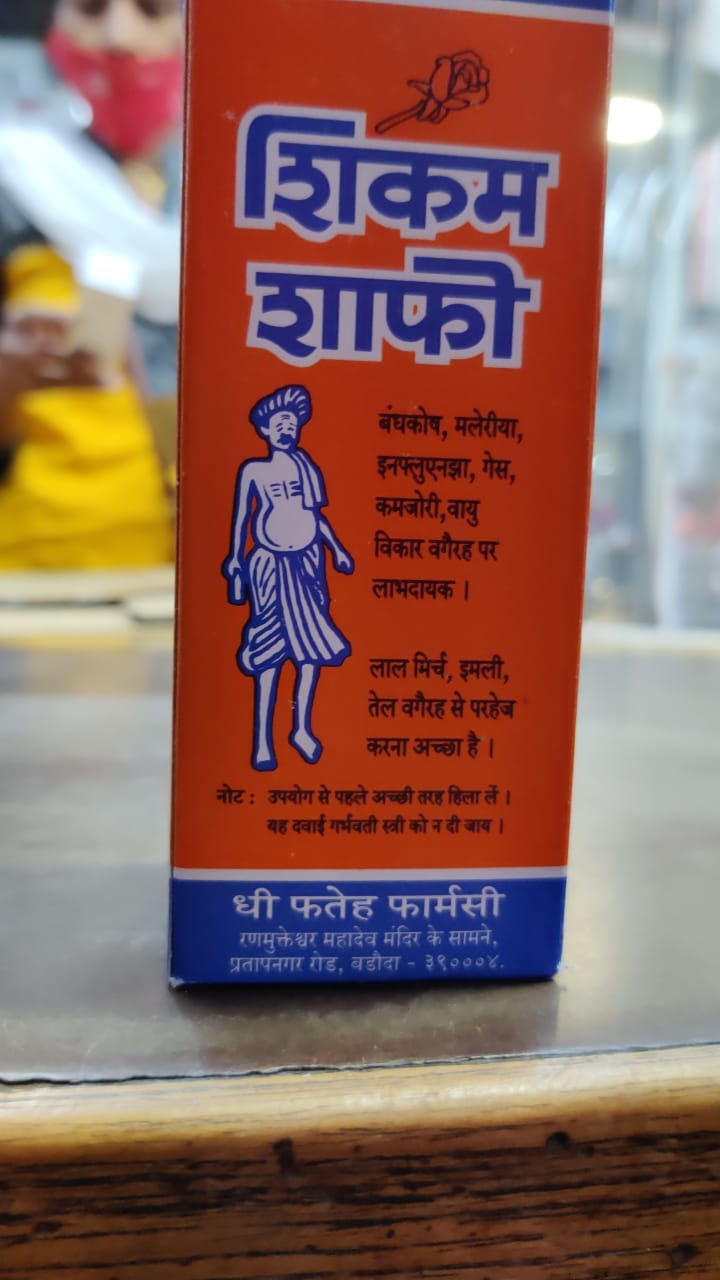 शिकम
शाफी
बंघकोष, मलेरीया,
इनफ्लुएनझा, गेस,
कमजोरी,वायु
विकार वगैरह पर
लाभदायक ।
लाल मिर्च, इमली,
तेल वगैरह से परहेज
करना अच्छा है ।
नोट : उपयोग से पहले अच्छी तरह हिला लें ।
यह दवाई गर्भवती स्त्री को न दी जाय ।
धी फतेह फार्मसी
रणमुक्तेश्वर महादेव मंदिर के सामने,
प्रतापनगर रोड, बडौदा - ३९०००४.